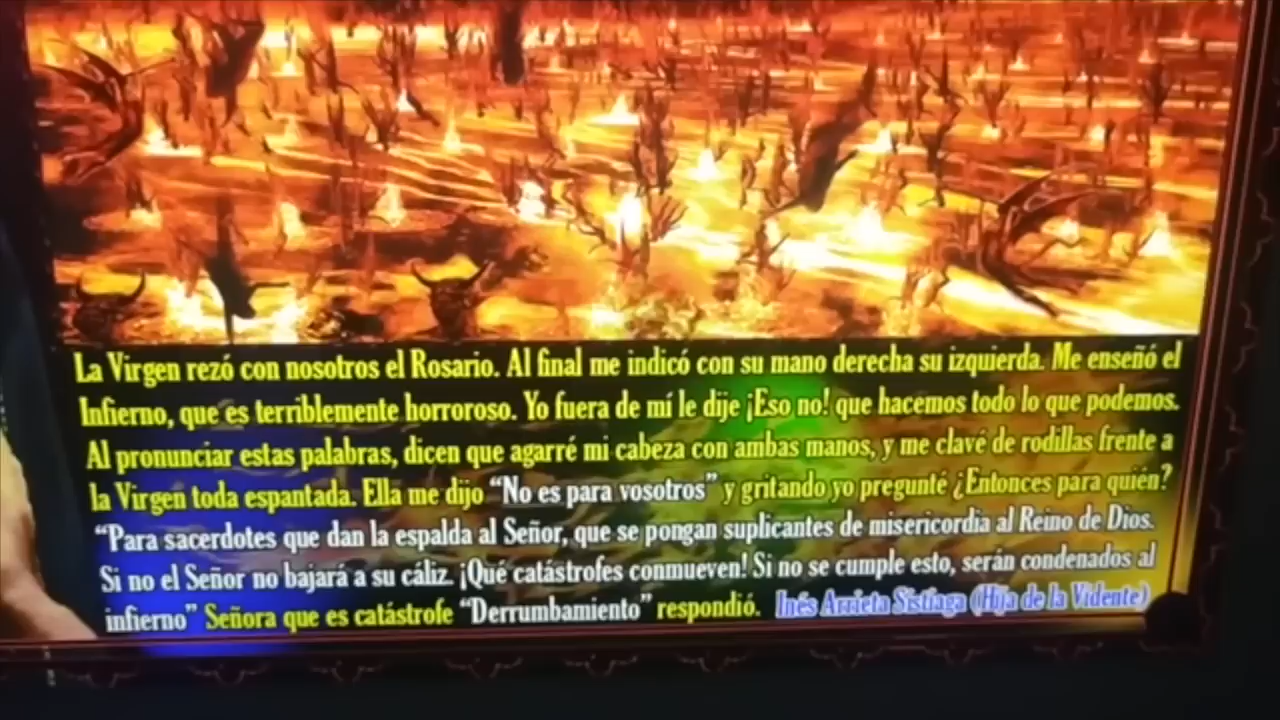 La Virgen rezó con nosotros el Rosario. Al final me indicó con su mano derecha su izquierda. Me enseñó el
Infierno, que es terriblemente horroroso. Yo fuera de mí le dije ¡Eso no! que hacemos todo lo que podemos.
Al pronunciar estas palabras, dicen que agarré mi cabeza con ambas manos, y me clavé de rodillas frente a
la Virgen toda espantada. Ella me dijo “No es para vosotros” y gritando yo pregunté ¿Entonces para quién?
“Para sacerdotes que dan la espalda al Señor, que se pongan suplicantes de misericordia al Reino de Dios.
Si no el Señor no bajará a su cáliz. ¡Qué catástrofes conmueven! Si no se cumple esto, serán condenados al
infierno” Señora que es catástrofe “Derrumbamiento” respondió. Inés Arrieta Sistiaga (Hija de la Vidente)